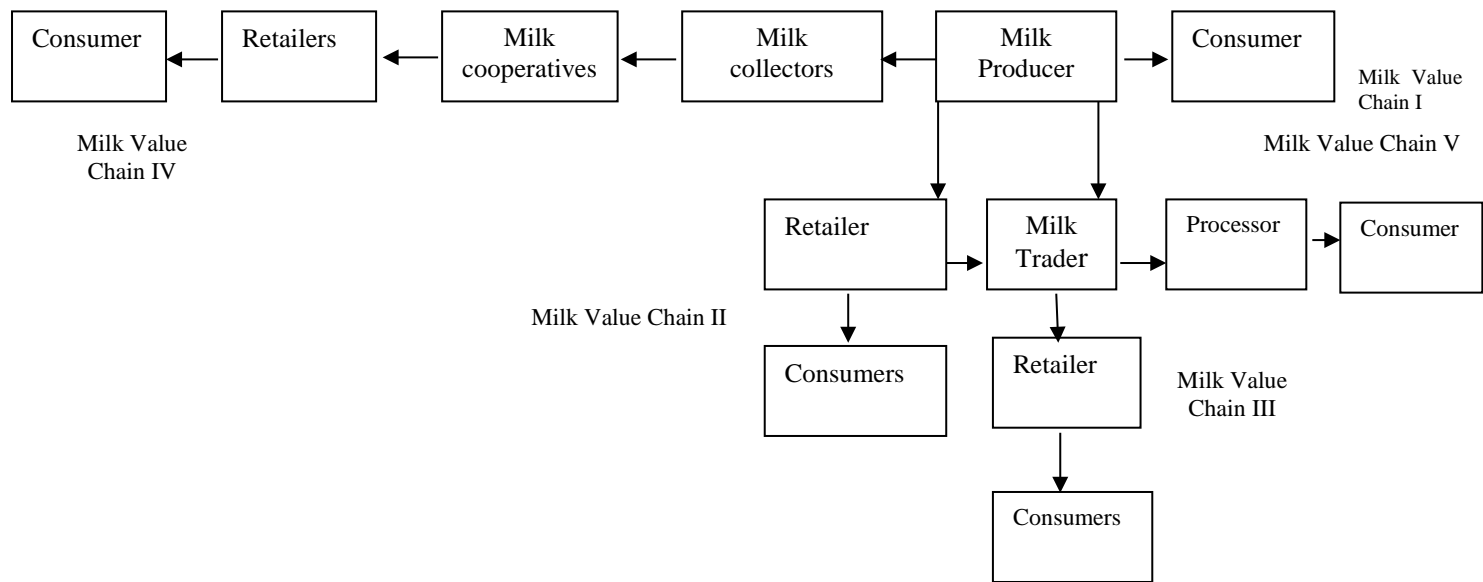 Consumer
Retailers
Milk
cooperatives
Milk
collectors
Milk
Producer
Consumer
Milk Value
Chain I
Milk Value
Chain IV
Milk Value Chain V
Retailer
Milk
Trader
Processor
Consumer
Milk Value Chain II
Consumers
Retailer
Milk Value
Chain III
Consumers